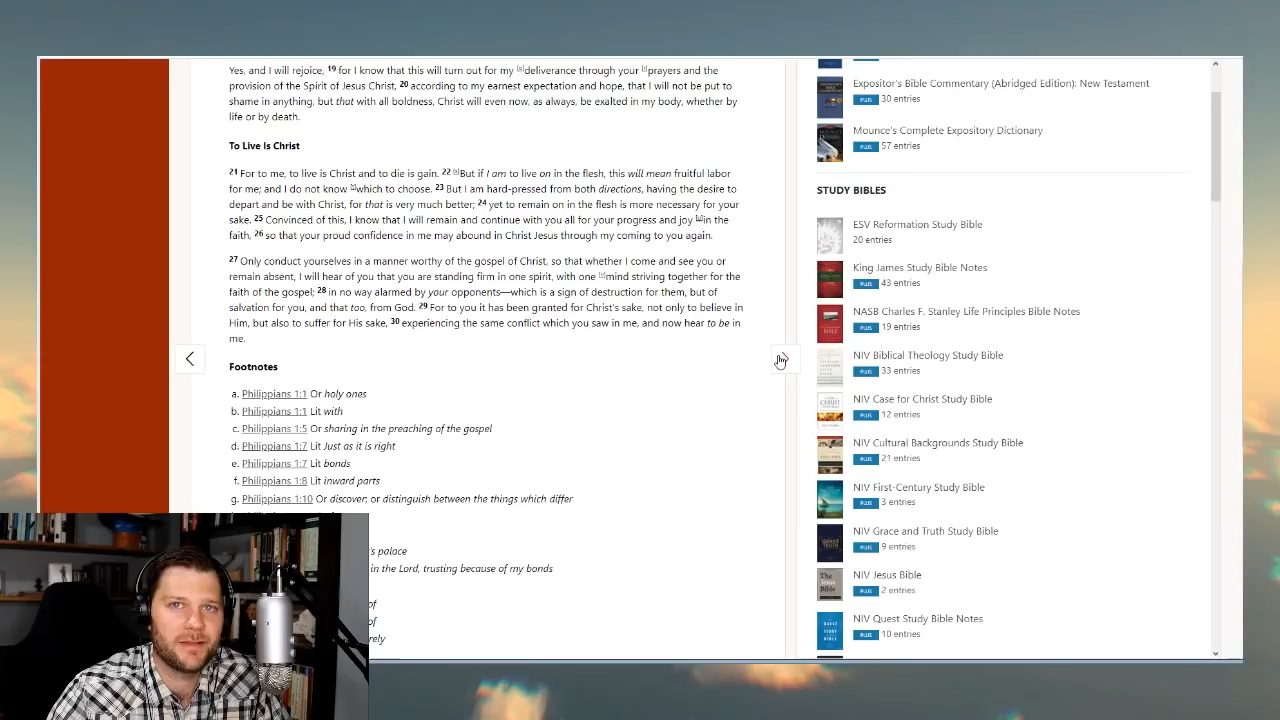 Yes, and I will rejoice, 19 for I know that this will turn out for my [q]deliverance through your [r]prayers and the
provision of the Spirit of Jesus Christ, 20 according to my earnest expectation and hope, that I will not be put to
shame in anything, but that with all boldness, Christ will even now, as always, be exalted in my body, whether by
life or by death.
To Live Is Christ
21 For to me, to live is Christ and to die is gain. 22 But if I am to live on in the flesh, this will mean fruitful labor
for me; and I do not know which to choose. 23 But I am hard-pressed from both directions, having the desire to
depart and be with Christ, for that is very much better; 24 yet to remain on in the flesh is more necessary for your
sake. 25 Convinced of this, I know that I will remain and continue with you all for your progress and joy in the
faith, 26 so that your proud confidence in me may abound in Christ Jesus through my coming to you again.
27 Only conduct yourselves in a manner worthy of the gospel of Christ, so that whether I come and see you or
remain absent, I will hear of you that you are standing firm in one spirit, with one mind striving together for the
faith of the gospel; 28 in no way alarmed by your opponents—which is a sign of destruction for them, but of
salvation for you, and that too, from God. 29 For to you it has been granted for Christ's sake, not only to believe in
Him, but also to suffer for His sake, 30 experiencing the same conflict which you saw in me, and now hear to be in
me.
Footnotes
a. Philippians 1:1 Or holy ones
b. Philippians 1:1 Lit with
c. Philippians 1:5 Or sharing in the preaching of the gospel
d. Philippians 1:7 Lit Just as it is right
e. Philippians 1:7 Lit bonds
f. Philippians 1:8 Lit inward parts
g. Philippians 1:10 Or discover; or distinguish between the things which differ
's palace
in the Lord, trusting because of my bonds
of
of
ely
Expositor's Bible Commentary (Abridged Edition): New Testament
PLUS 30 entries
Mounce's Complete Expository Dictionary
PLUS 57 entries
STUDY BIBLES
ESV Reformation Study Bible
20 entries
King James Study Bible Notes
PLUS 43 entries
NASB Charles F. Stanley Life Principles Bible Notes
PLUS 19 entries
NIV Biblical Theology Study Bible
PLUS 33 entries
NIV Case for Christ Study Bible
PLUS 12 entries
NIV Cultural Backgrounds Study Bible
PLUS 21 entries
NIV First-Century Study Bible
PLUS 3 entries
NIV Grace and Truth Study Bible
PLUS 9 entries
NIV Jesus Bible
PLUS 2 entries
NIV Quest Study Bible Notes
PLUS 10 entries